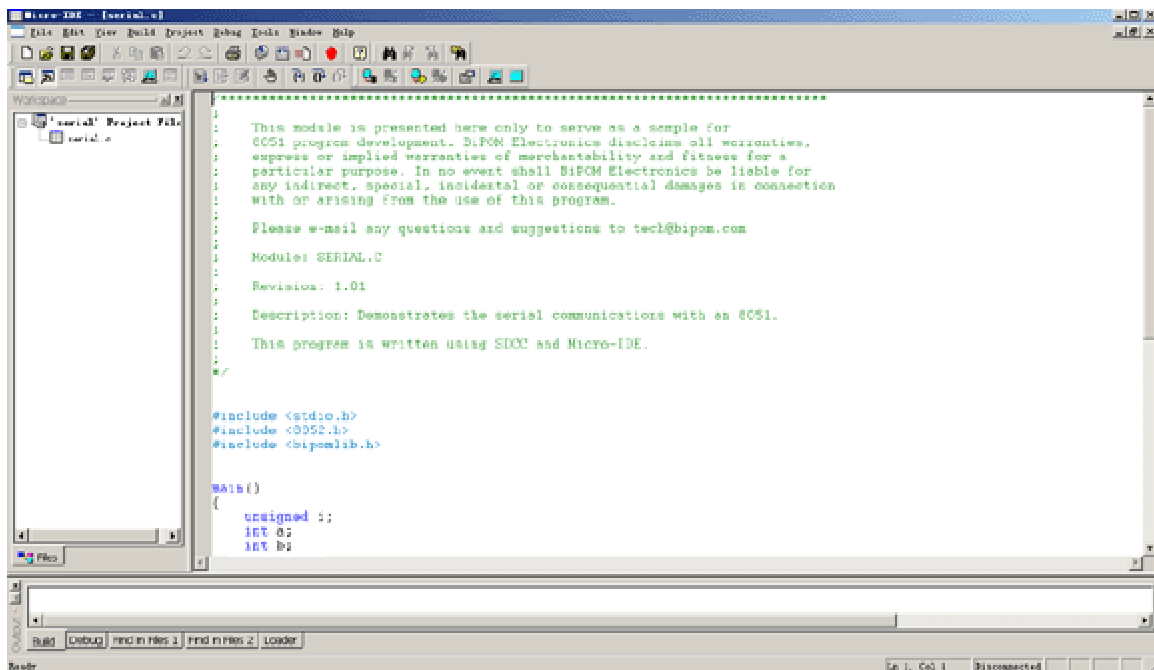 Micro-IDE - [serial.c]
File Edit View Build Project Debug Tools Window Help
Workspace
'serial' Project File
serial.c
/***************************************************************************
;
; This module is presented here only to serve as a sample for
; 8051 program development. BiPOM Electronics disclaims all warranties,
; express or implied warranties of merchantability and fitness for a
; particular purpose. In no event shall BiPOM Electronics be liable for
; any indirect, special, incidental or consequential damages in connection
; with or arising from the use of this program.
;
; Please e-mail any questions and suggestions to tech@bipom.com
;
; Module: SERIAL.C
;
; Revision: 1.01
;
; Description: Demonstrates the serial communications with an 8051.
;
; This program is written using SDCC and Micro-IDE.
;
*/
#include <stdio.h>
#include <8052.h>
#include <bipomlib.h>
main()
{
unsigned i;
int a;
int b;
Files
Output
Build Debug Find in Files 1 Find in Files 2 Loader
Ready
Ln 1, Col 1 Disconnected